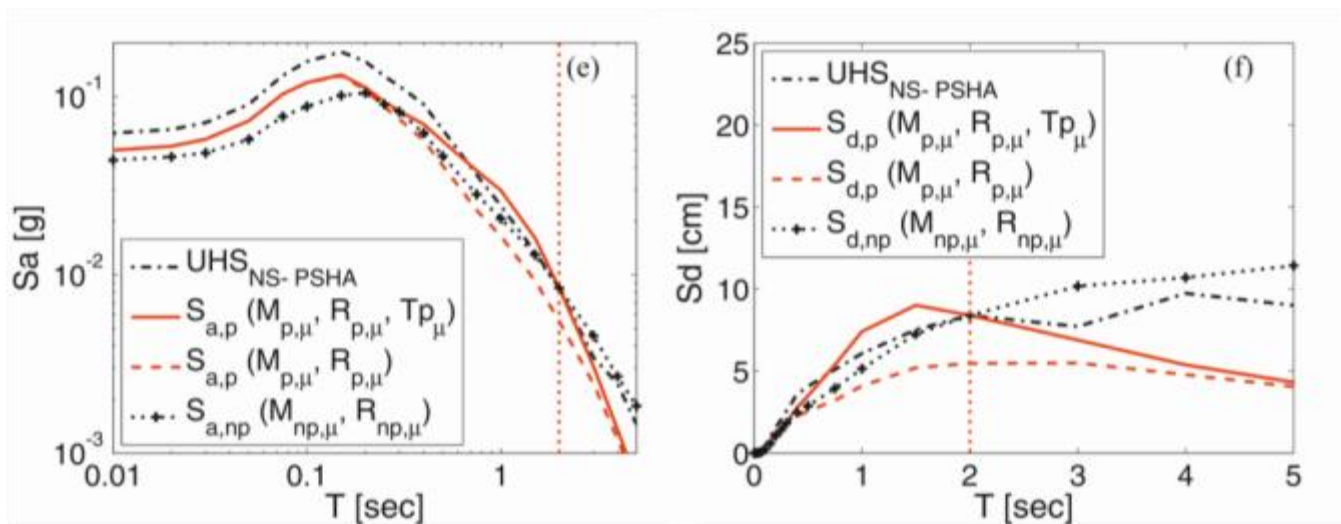 (e)
Sa [g]
10^-1
10^-2
10^-3
UHS_NS- PSHA
S_a,p (M_p,μ, R_p,μ, Tp_μ)
S_a,p (M_p,μ, R_p,μ)
S_a,np (M_np,μ, R_np,μ)
0.01 0.1 1
T [sec]
(f)
Sd [cm]
25
20
15
10
5
0
UHS_NS- PSHA
S_d,p (M_p,μ, R_p,μ, Tp_μ)
S_d,p (M_p,μ, R_p,μ)
S_d,np (M_np,μ, R_np,μ)
0 1 2 3 4 5
T [sec]